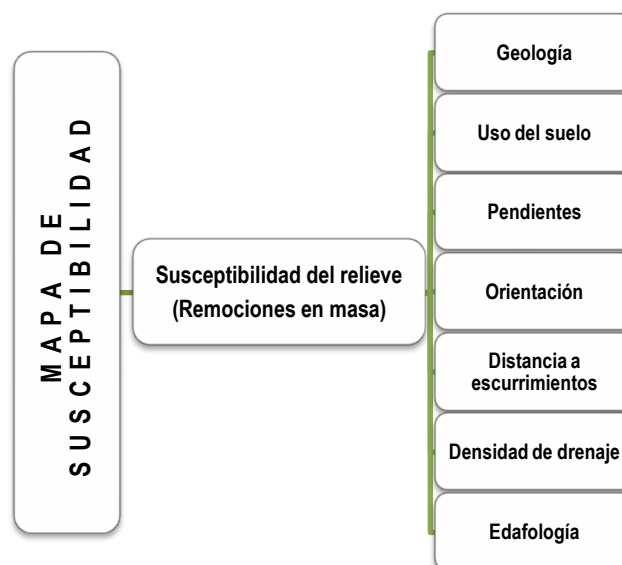 MAPA DE
SUSCEPTIBILIDAD
Susceptibilidad del relieve
(Remociones en masa)
Geología
Uso del suelo
Pendientes
Orientación
Distancia a
escurrimientos
Densidad de drenaje
Edafología